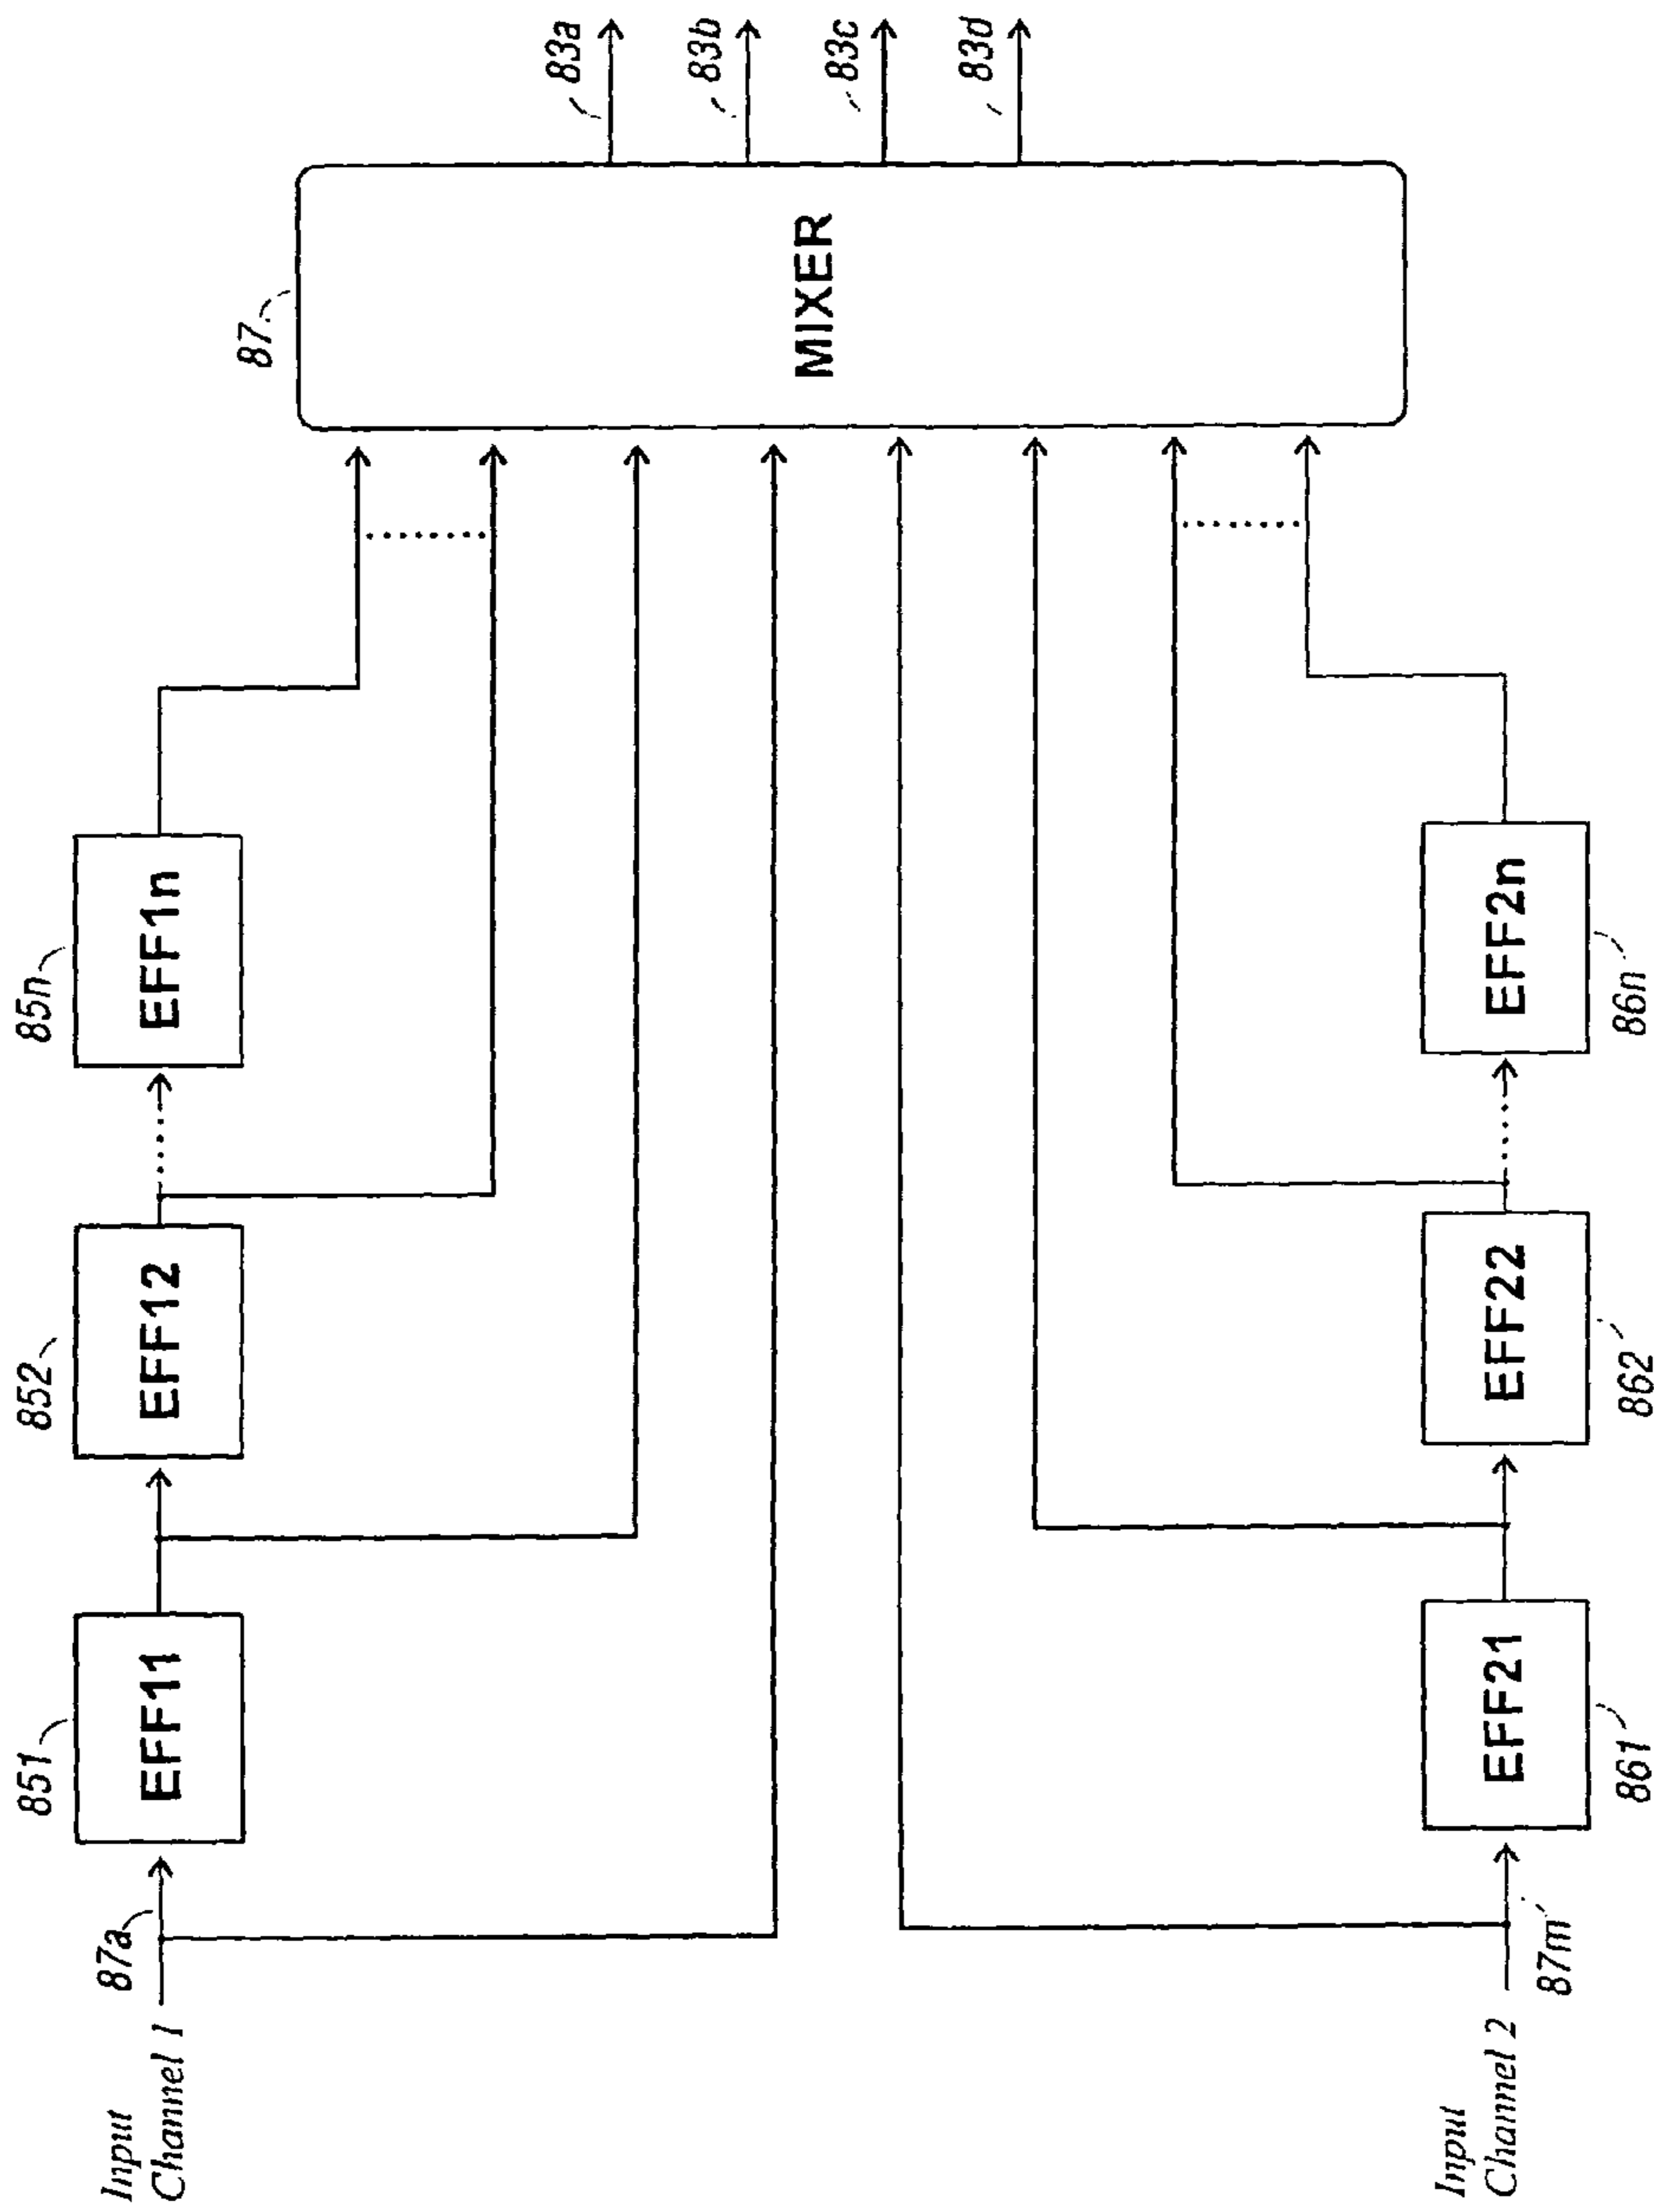 Input
Channel 1
87a
851
EFF11
852
EFF12
85n
EFF1n
87
MIXER
83a
83b
83c
83d
Input
Channel 2
87m
EFF21
861
EFF22
862
EFF2n
86n